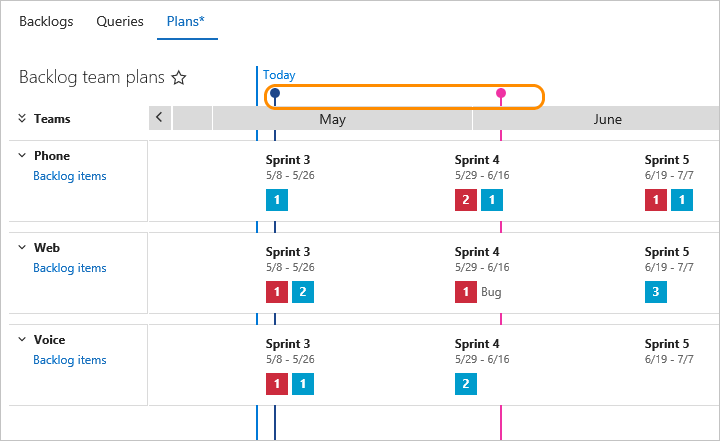 Backlogs Queries Plans*
Backlog team plans
Today
Teams
May June
Phone
Backlog items
Sprint 3 Sprint 4 Sprint 5
5/8 - 5/26 5/29 - 6/16 6/19 - 7/7
1 2 1 1 1
Web
Backlog items
Sprint 3 Sprint 4 Sprint 5
5/8 - 5/26 5/29 - 6/16 6/19 - 7/7
1 2 1 Bug 3
Voice
Backlog items
Sprint 3 Sprint 4 Sprint 5
5/8 - 5/26 5/29 - 6/16 6/19 - 7/7
1 1 2